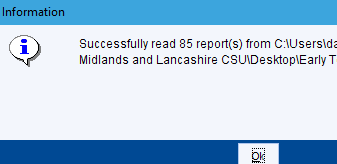 Information
Successfully read 85 report(s) from C:\Users\da
Midlands and Lancashire CSU\Desktop\Early T
Ok